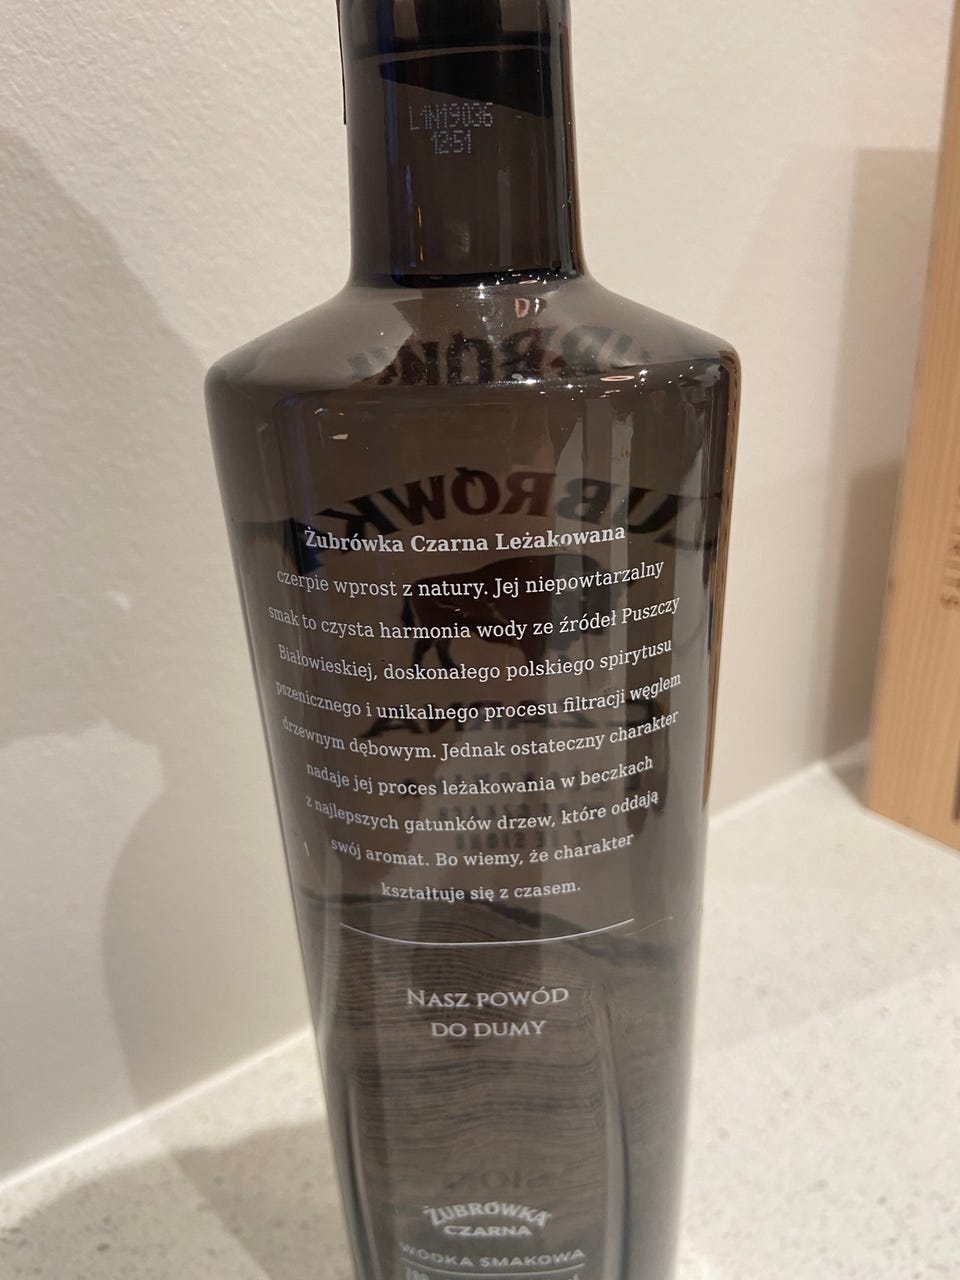 L1N19036
12:51
Żubrówka Czarna Leżakowana
czerpie wprost z natury. Jej niepowtarzalny
smak to czysta harmonia wody ze źródeł Puszczy
Białowieskiej, doskonałego polskiego spirytusu
pszenicznego i unikalnego procesu filtracji węglem
drzewnym dębowym. Jednak ostateczny charakter
nadaje jej proces leżakowania w beczkach
z najlepszych gatunków drzew, które oddają
swój aromat. Bo wiemy, że charakter
kształtuje się z czasem.
NASZ POWÓD
DO DUMY
ŻUBRÓWKA
CZARNA
WÓDKA SMAKOWA